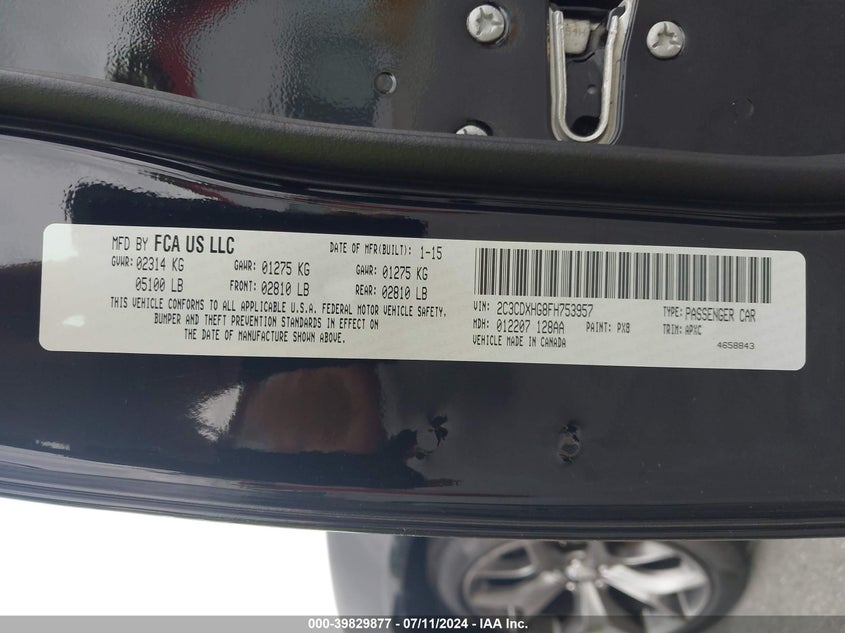 MFD BY FCA US LLC DATE OF MFR(BUILT): 1-15
GVWR: 02314 KG GAWR: 01275 KG GAWR: 01275 KG
05100 LB FRONT: 02810 LB REAR: 02810 LB
THIS VEHICLE CONFORMS TO ALL APPLICABLE U.S.A. FEDERAL MOTOR VEHICLE SAFETY,
BUMPER AND THEFT PREVENTION STANDARDS IN EFFECT ON
THE DATE OF MANUFACTURE SHOWN ABOVE.
VIN: 2C3CDXHG8FH753957 TYPE: PASSENGER CAR
MDH: 012207 128AA PAINT: PX8 TRIM: APXC
VEHICLE MADE IN CANADA 4658843
000-39829877 - 07/11/2024 - IAA Inc.